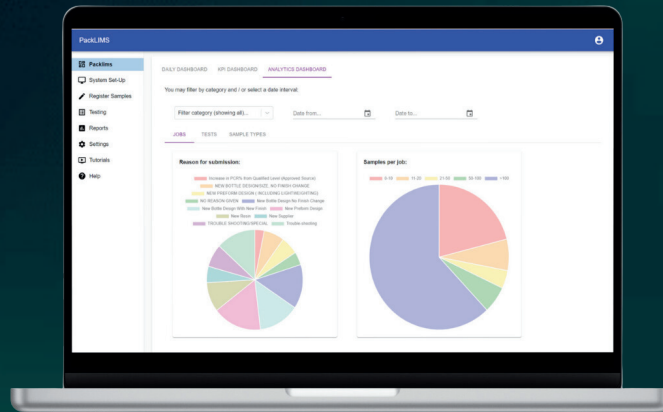 PackLIMS
Packlims
System Set-Up
Register Samples
Testing
Reports
Settings
Tutorials
Help
DAILY DASHBOARD KPI DASHBOARD ANALYTICS DASHBOARD
You may filter by category and / or select a date interval:
Filter category (showing all)...
Date from...
Date to...
JOBS TESTS SAMPLE TYPES
Reason for submission:
Increase in PCR% from Qualified Level (Approved Source)
NEW BOTTLE DESIGN/SIZE, NO FINISH CHANGE
NEW PREFORM DESIGN ( INCLUDING LIGHTWEIGHTING)
NO REASON GIVEN New Bottle Design No Finish Change
New Bottle Design With New Finish New Preform Design
New Resin New Supplier
TROUBLE SHOOTING/SPECIAL Trouble-shooting
Samples per job:
11-20 21-50 50-100 >100